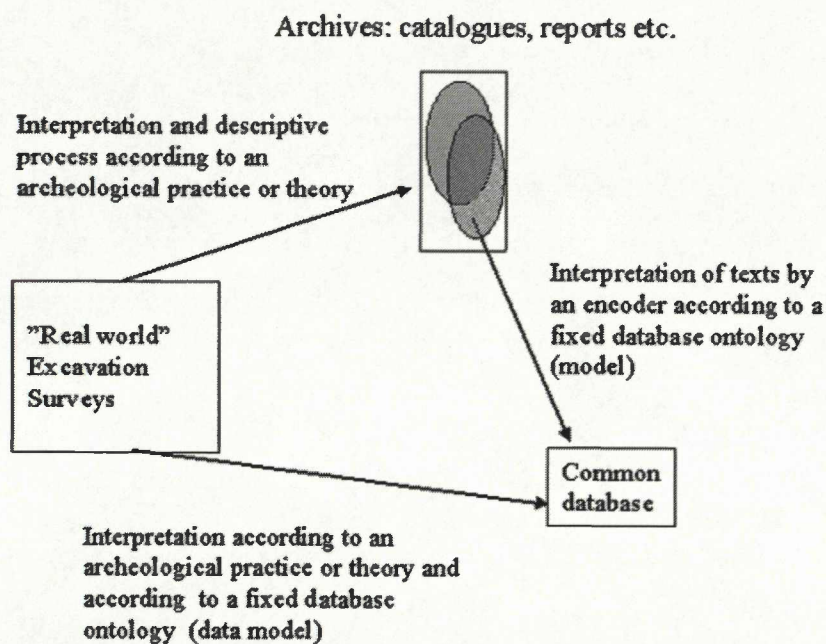 Archives: catalogues, reports etc.
Interpretation and descriptive
process according to an
archeological practice or theory
"Real world"
Excavation
Surveys
Interpretation of texts by
an encoder according to a
fixed database ontology
(model)
Common
database
Interpretation according to an
archeological practice or theory and
according to a fixed database
ontology (data model)